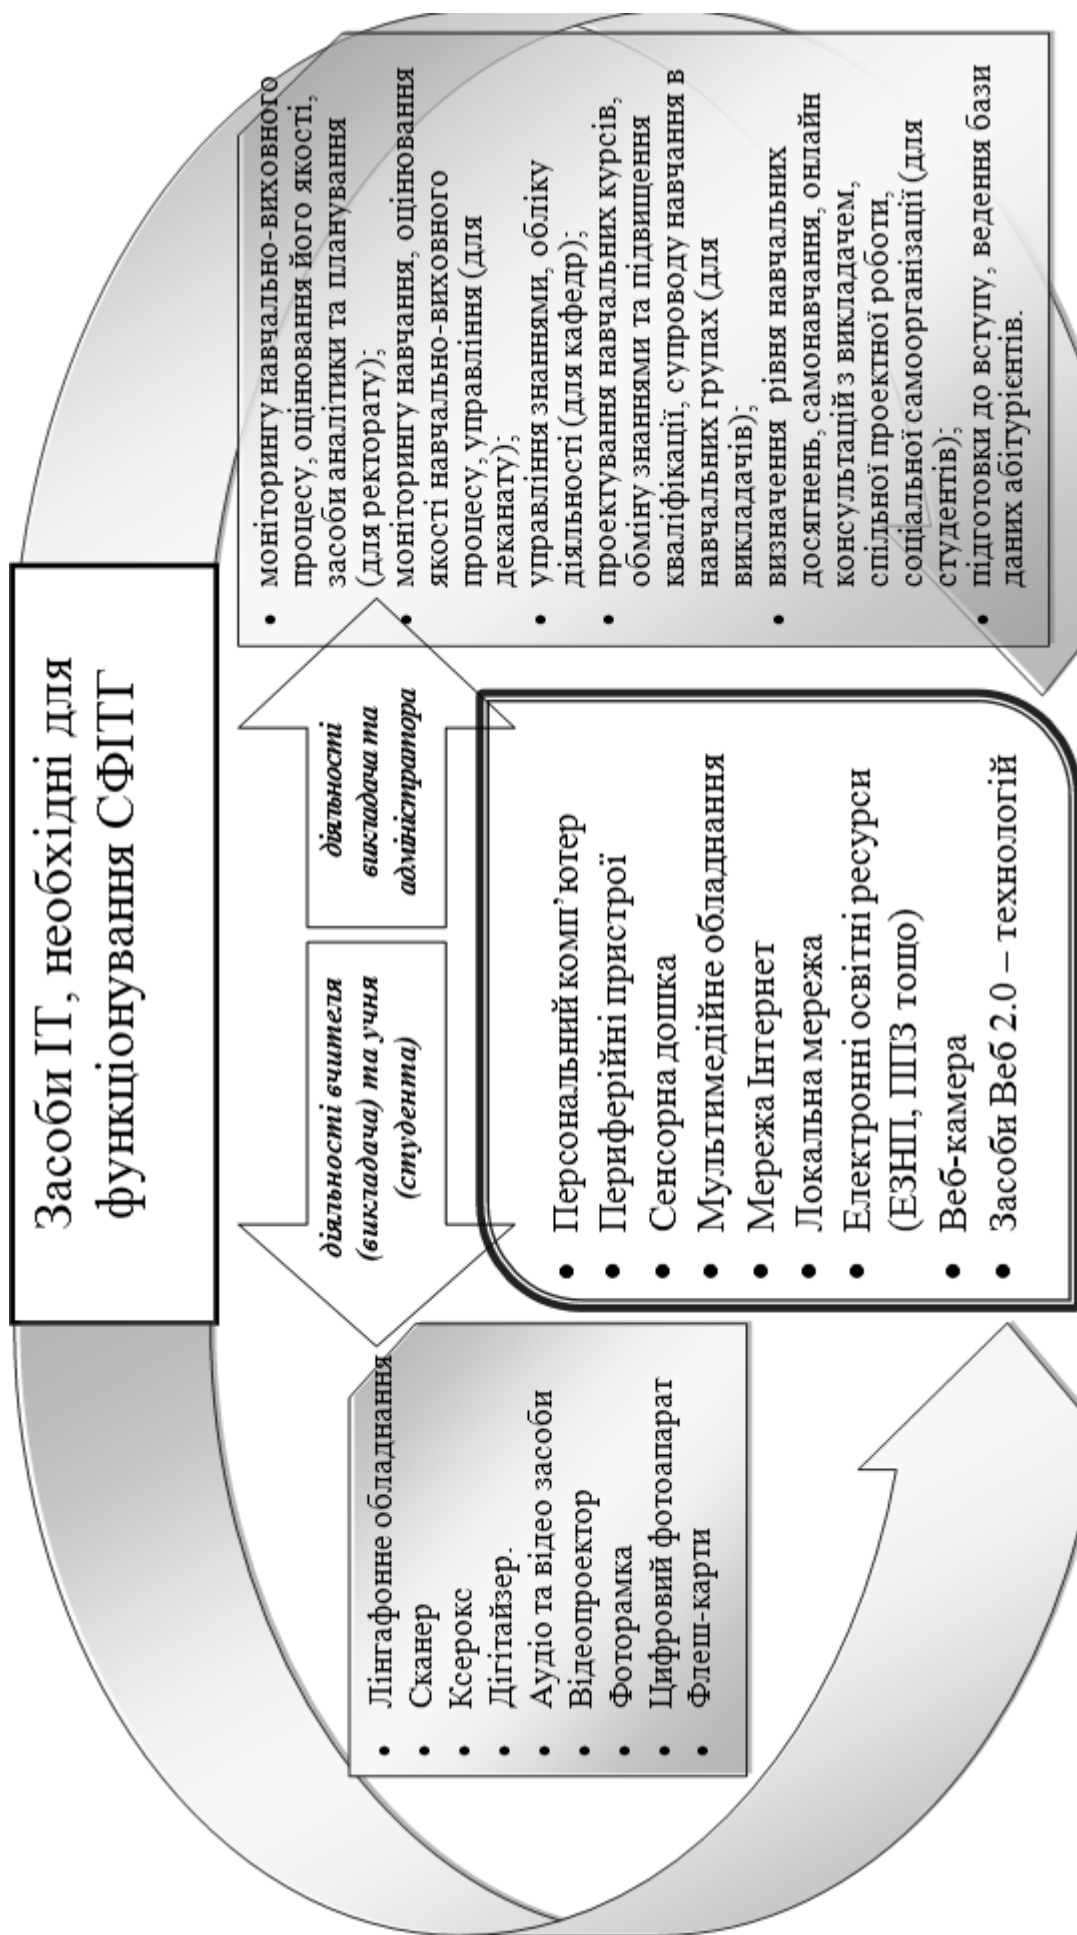 Засоби ІТ, необхідні для
функціонування СФІТГ
діяльності вчителя
(викладача) та учня
(студента)
діяльності
викладача та
адміністратора
• Лінгафонне обладнання
• Сканер
• Ксерокс
• Дігітайзер.
• Аудіо та відео засоби
• Відеопроектор
• Фоторамка
• Цифровий фотоапарат
• Флеш-карти
• Персональний комп’ютер
• Периферійні пристрої
• Сенсорна дошка
• Мультимедійне обладнання
• Мережа Інтернет
• Локальна мережа
• Електронні освітні ресурси
(ЕЗНП, ППЗ тощо)
• Веб-камера
• Засоби Веб 2.0 – технологій
• моніторингу навчально-виховного
процесу, оцінювання його якості,
засоби аналітики та планування
(для ректорату);
• моніторингу навчання, оцінювання
якості навчально-виховного
процесу, управління (для
деканату);
• управління знаннями, обліку
діяльності (для кафедр);
• проектування навчальних курсів,
обміну знаннями та підвищення
кваліфікації, супроводу навчання в
навчальних групах (для
викладачів);
• визначення рівня навчальних
досягнень, самонавчання, онлайн
консультацій з викладачем,
спільної проектної роботи,
соціальної самоорганізації (для
студентів);
• підготовки до вступу, ведення бази
даних абітурієнтів.